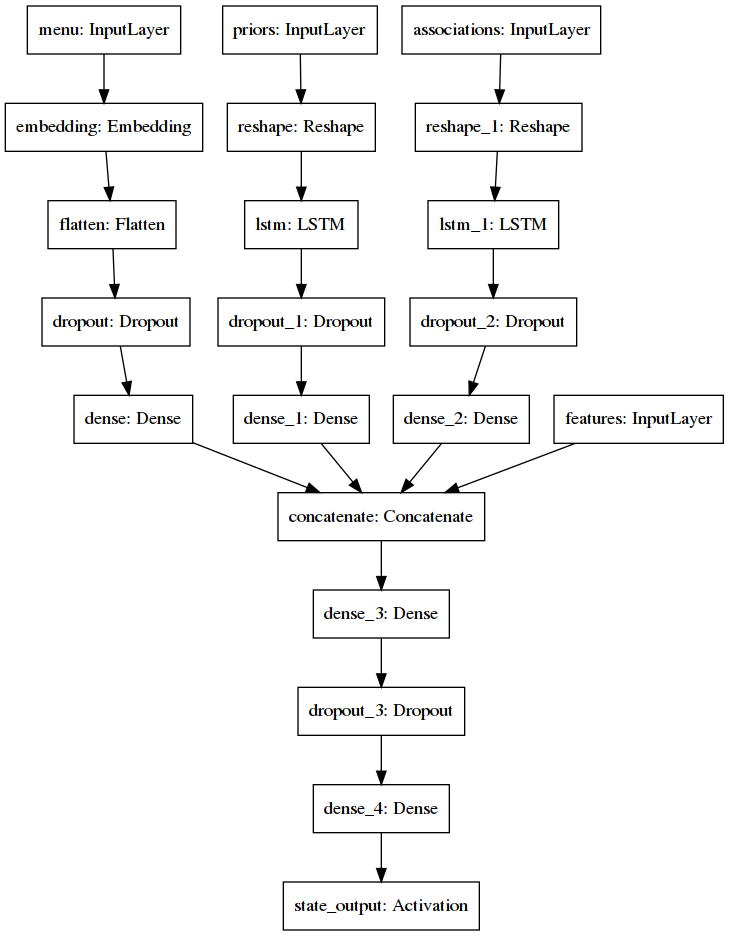 menu: InputLayer
priors: InputLayer
associations: InputLayer
embedding: Embedding
reshape: Reshape
reshape_1: Reshape
flatten: Flatten
lstm: LSTM
lstm_1: LSTM
dropout: Dropout
dropout_1: Dropout
dropout_2: Dropout
dense: Dense
dense_1: Dense
dense_2: Dense
features: InputLayer
concatenate: Concatenate
dense_3: Dense
dropout_3: Dropout
dense_4: Dense
state_output: Activation